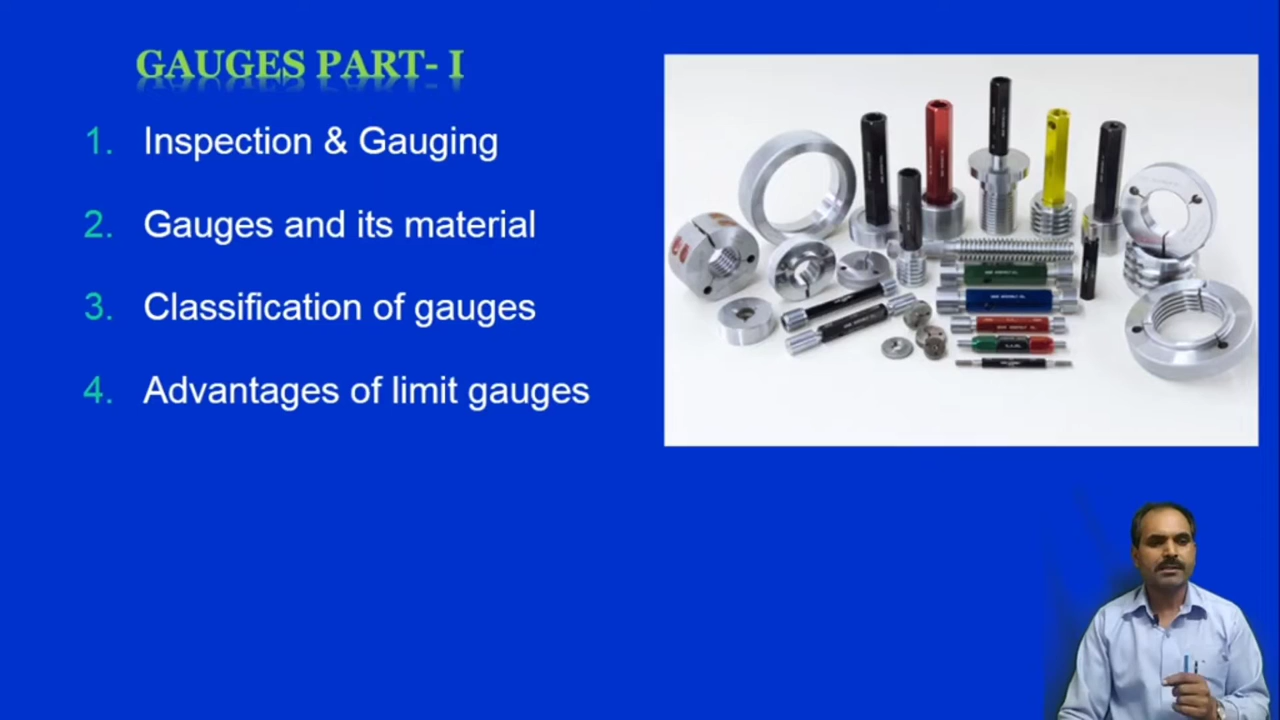 GAUGES PART- I
1. Inspection & Gauging
2. Gauges and its material
3. Classification of gauges
4. Advantages of limit gauges